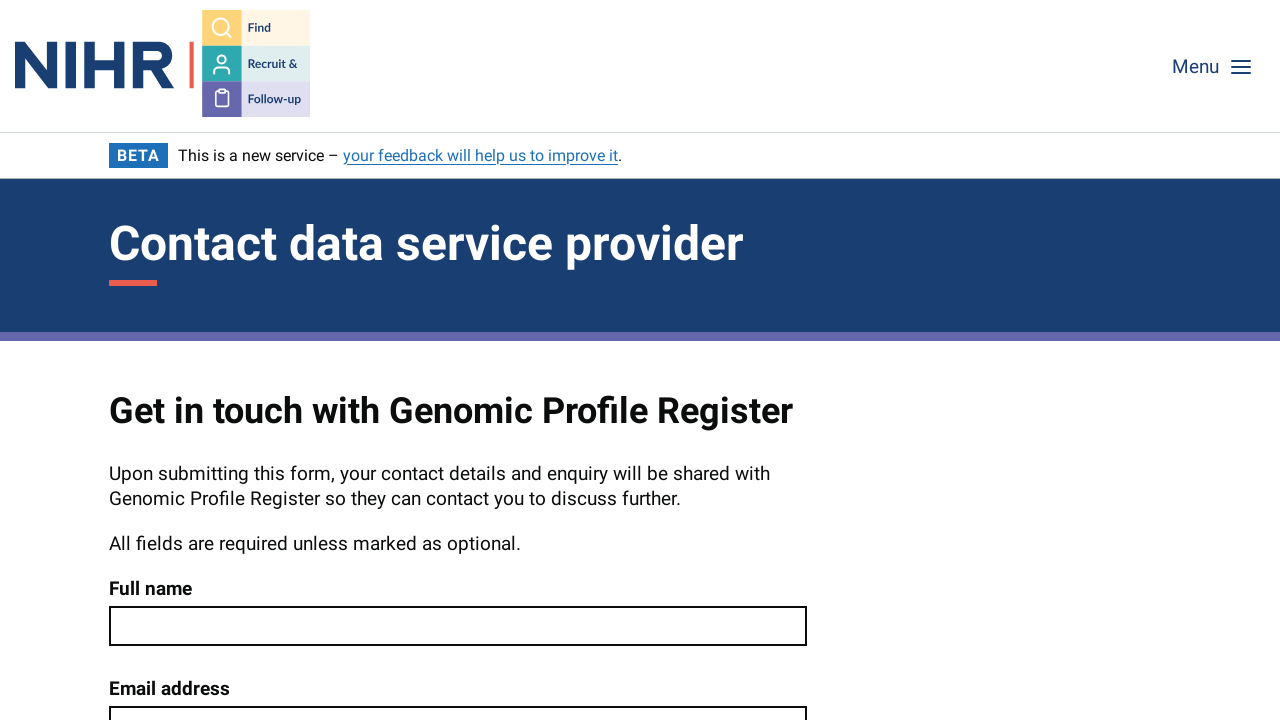 NIHR
Find
Recruit &
Follow-up
Menu
BETA This is a new service – your feedback will help us to improve it.
Contact data service provider
Get in touch with Genomic Profile Register
Upon submitting this form, your contact details and enquiry will be shared with
Genomic Profile Register so they can contact you to discuss further.
All fields are required unless marked as optional.
Full name
Email address